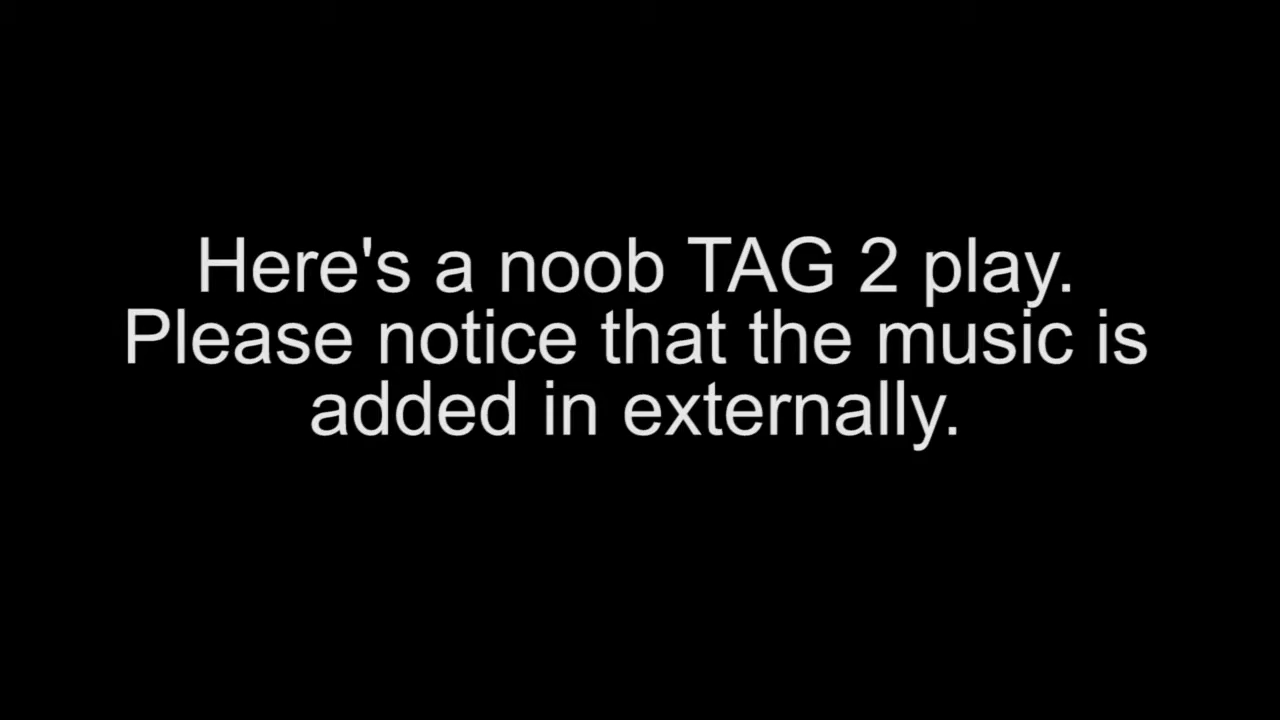 Here's a noob TAG 2 play.
Please notice that the music is
added in externally.